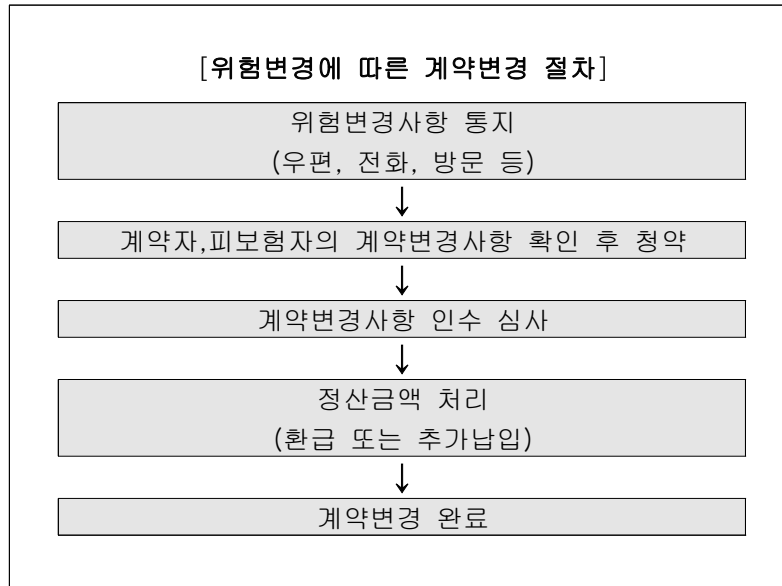 [위험변경에 따른 계약변경 절차]
위험변경사항 통지
(우편, 전화, 방문 등)
↓
계약자,피보험자의 계약변경사항 확인 후 청약
↓
계약변경사항 인수 심사
↓
정산금액 처리
(환급 또는 추가납입)
↓
계약변경 완료